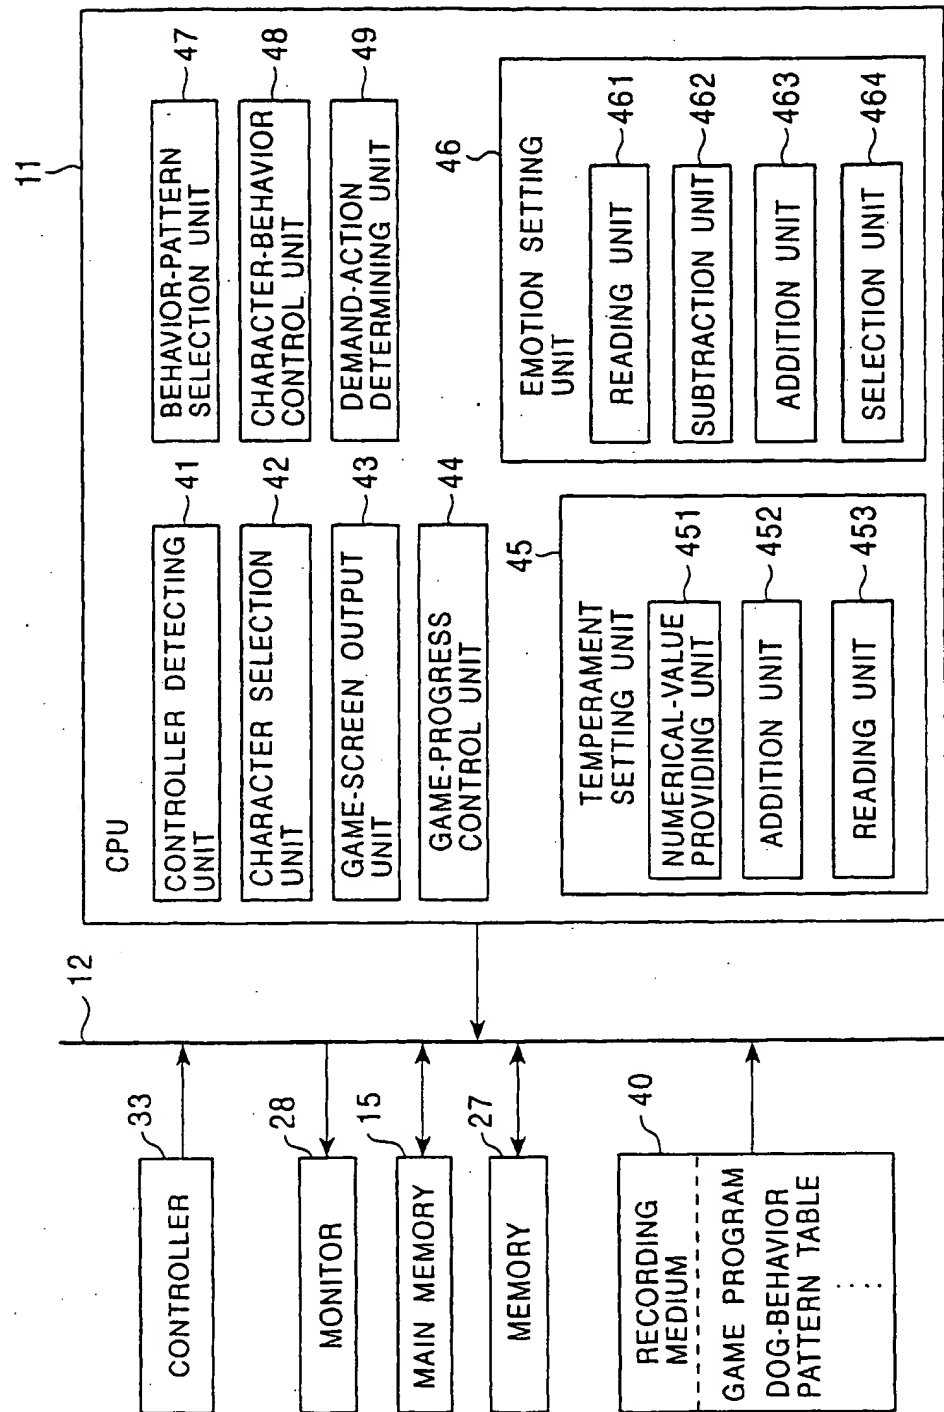 11
CPU
CONTROLLER DETECTING
UNIT
41
CHARACTER SELECTION
UNIT
42
GAME-SCREEN OUTPUT
UNIT
43
GAME-PROGRESS
CONTROL UNIT
44
BEHAVIOR-PATTERN
SELECTION UNIT
47
CHARACTER-BEHAVIOR
CONTROL UNIT
48
DEMAND-ACTION
DETERMINING UNIT
49
45
TEMPERAMENT
SETTING UNIT
NUMERICAL-VALUE
PROVIDING UNIT
451
ADDITION UNIT
452
READING UNIT
453
46
EMOTION SETTING
UNIT
READING UNIT
461
SUBTRACTION UNIT
462
ADDITION UNIT
463
SELECTION UNIT
464
12
33
CONTROLLER
28
MONITOR
15
MAIN MEMORY
27
MEMORY
40
RECORDING
MEDIUM
GAME PROGRAM
DOG-BEHAVIOR
PATTERN TABLE